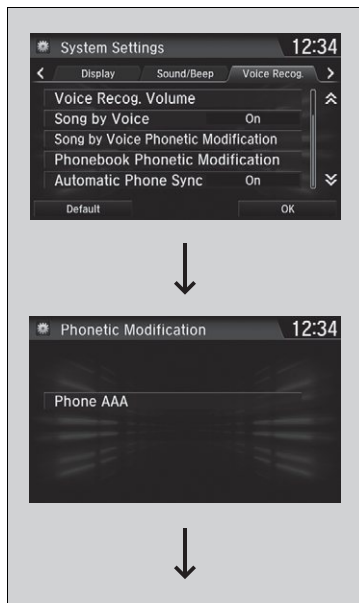 System Settings 12:34
Display Sound/Beep Voice Recog.
Voice Recog. Volume
Song by Voice On
Song by Voice Phonetic Modification
Phonebook Phonetic Modification
Automatic Phone Sync On
Default OK
Phonetic Modification 12:34
Phone AAA